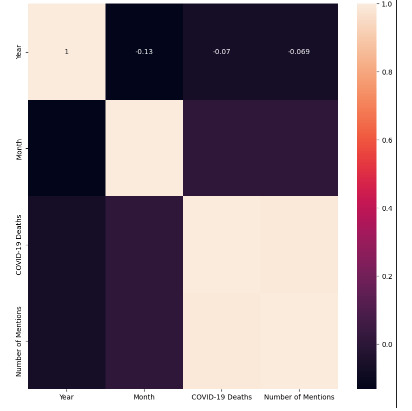 Year
1
-0.13
-0.07
-0.069
Month
COVID-19 Deaths
Number of Mentions
Year
Month
COVID-19 Deaths
Number of Mentions
1.0
0.8
0.6
0.4
0.2
0.0